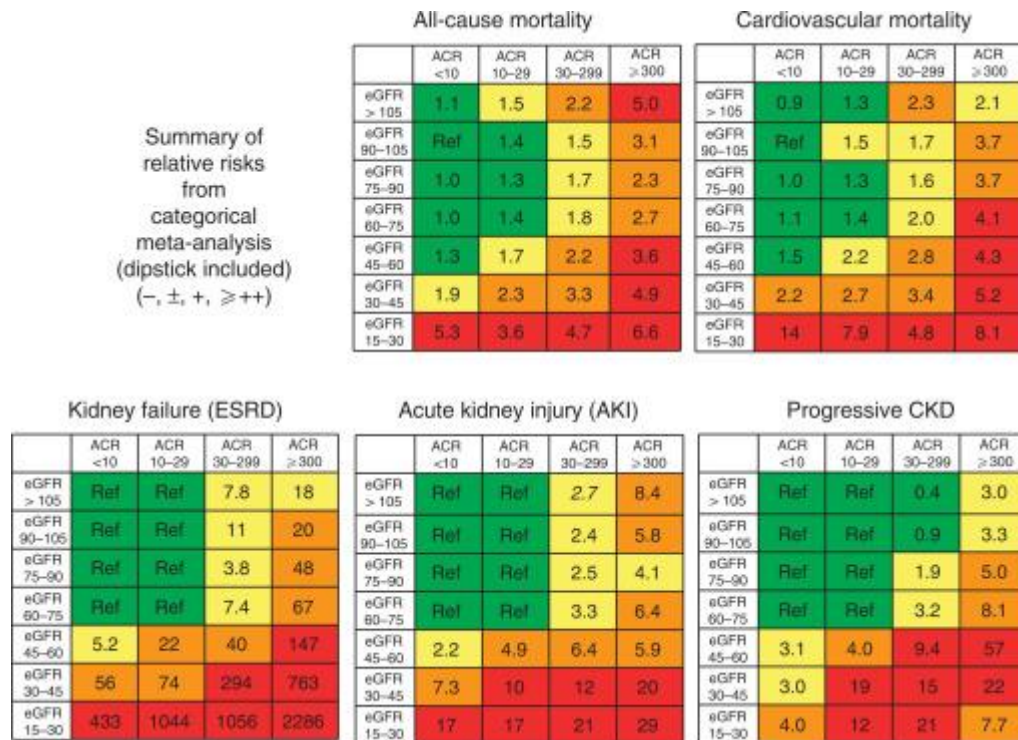 Summary of
relative risks
from
categorical
meta-analysis
(dipstick included)
(−, ±, +, ≥++)
All-cause mortality
ACR <10 ACR 10–29 ACR 30–299 ACR ≥300
eGFR > 105 1.1 1.5 2.2 5.0
eGFR 90–105 Ref 1.4 1.5 3.1
eGFR 75–90 1.0 1.3 1.7 2.3
eGFR 60–75 1.0 1.4 1.8 2.7
eGFR 45–60 1.3 1.7 2.2 3.6
eGFR 30–45 1.9 2.3 3.3 4.9
eGFR 15–30 5.3 3.6 4.7 6.6
Cardiovascular mortality
ACR <10 ACR 10–29 ACR 30–299 ACR ≥300
eGFR > 105 0.9 1.3 2.3 2.1
eGFR 90–105 Ref 1.5 1.7 3.7
eGFR 75–90 1.0 1.3 1.6 3.7
eGFR 60–75 1.1 1.4 2.0 4.1
eGFR 45–60 1.5 2.2 2.8 4.3
eGFR 30–45 2.2 2.7 3.4 5.2
eGFR 15–30 14 7.9 4.8 8.1
Kidney failure (ESRD)
ACR <10 ACR 10–29 ACR 30–299 ACR ≥300
eGFR > 105 Ref Ref 7.8 18
eGFR 90–105 Ref Ref 11 20
eGFR 75–90 Ref Ref 3.8 48
eGFR 60–75 Ref Ref 7.4 67
eGFR 45–60 5.2 22 40 147
eGFR 30–45 56 74 294 763
eGFR 15–30 433 1044 1056 2286
Acute kidney injury (AKI)
ACR <10 ACR 10–29 ACR 30–299 ACR ≥300
eGFR > 105 Ref Ref 2.7 8.4
eGFR 90–105 Ref Ref 2.4 5.8
eGFR 75–90 Ref Ref 2.5 4.1
eGFR 60–75 Ref Ref 3.3 6.4
eGFR 45–60 2.2 4.9 6.4 5.9
eGFR 30–45 7.3 10 12 20
eGFR 15–30 17 17 21 29
Progressive CKD
ACR <10 ACR 10–29 ACR 30–299 ACR ≥300
eGFR > 105 Ref Ref 0.4 3.0
eGFR 90–105 Ref Ref 0.9 3.3
eGFR 75–90 Ref Ref 1.9 5.0
eGFR 60–75 Ref Ref 3.2 8.1
eGFR 45–60 3.1 4.0 9.4 57
eGFR 30–45 3.0 19 15 22
eGFR 15–30 4.0 12 21 7.7